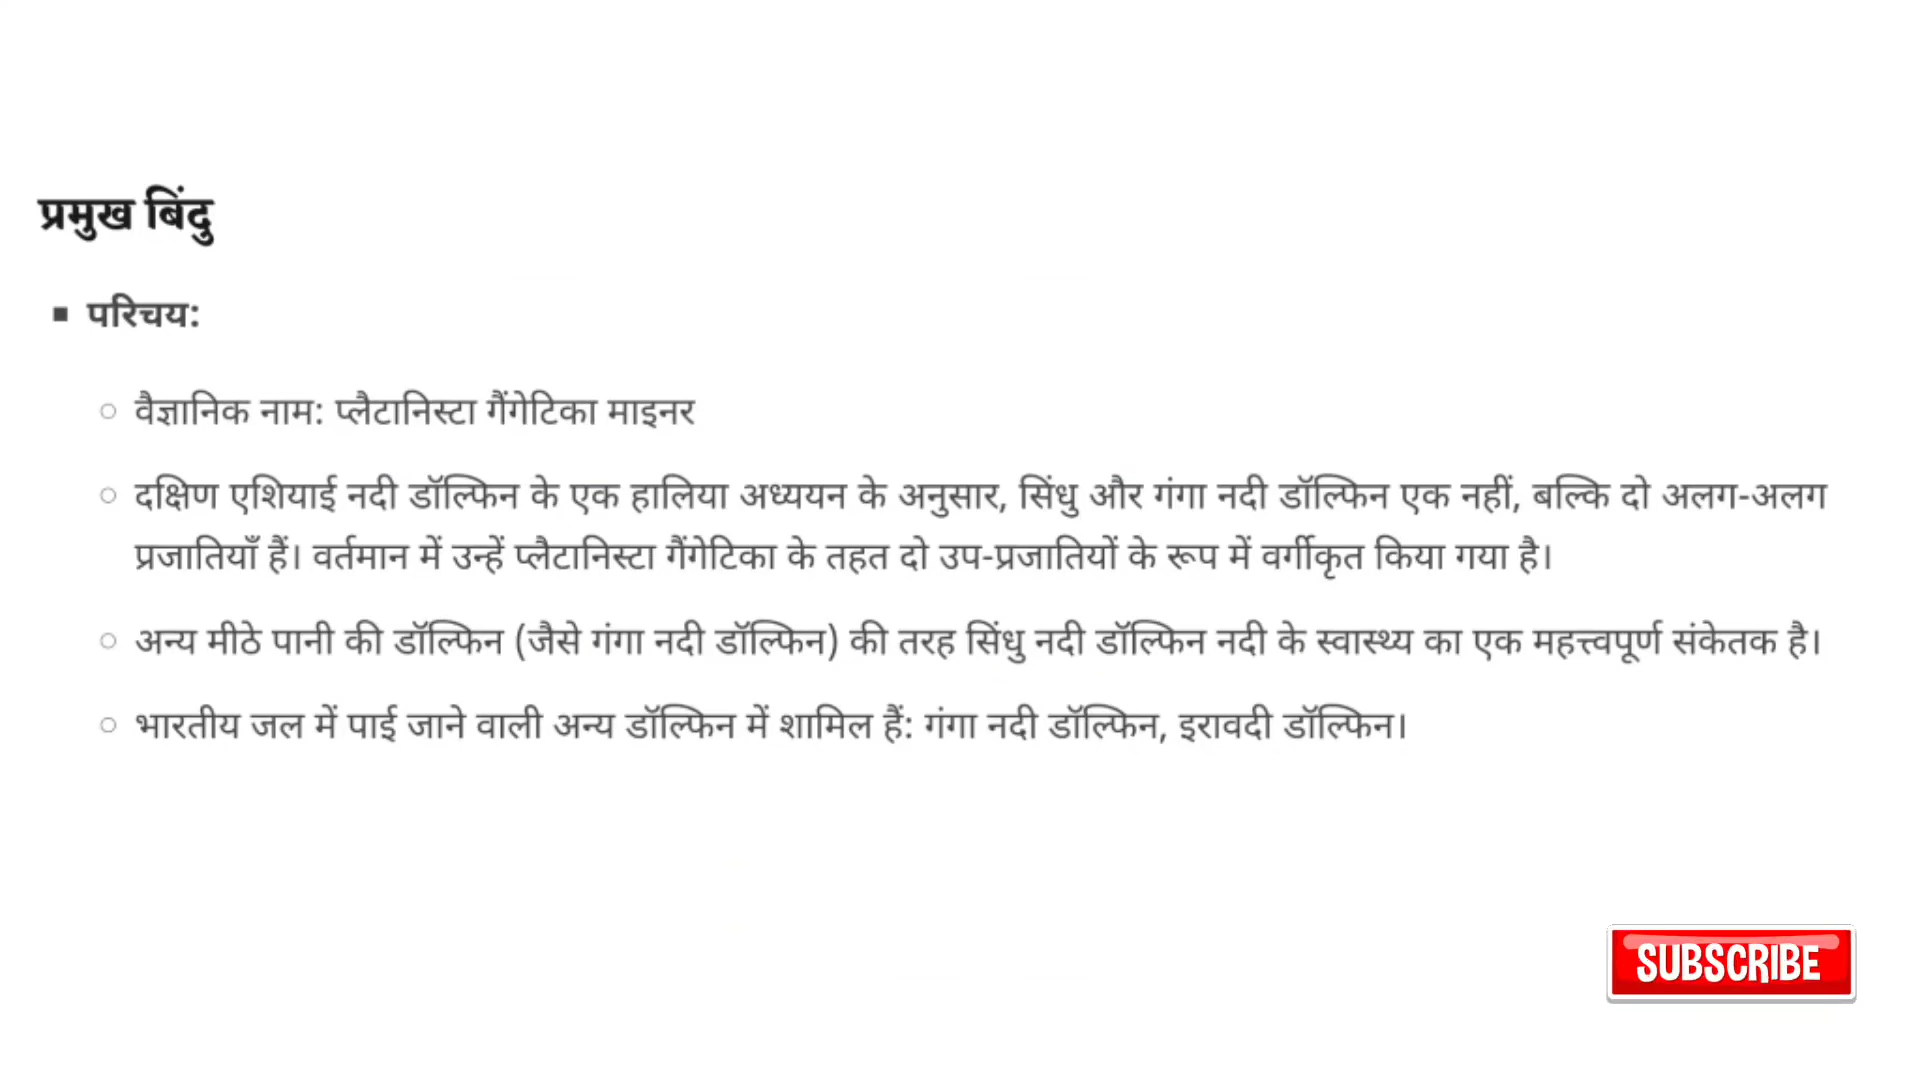 प्रमुख बिंदु
परिचय:
वैज्ञानिक नाम: प्लैटानिस्टा गैंगेटिका माइनर
दक्षिण एशियाई नदी डॉल्फिन के एक हालिया अध्ययन के अनुसार, सिंधु और गंगा नदी डॉल्फिन एक नहीं, बल्कि दो अलग-अलग
प्रजातियाँ हैं। वर्तमान में उन्हें प्लैटानिस्टा गैंगेटिका के तहत दो उप-प्रजातियों के रूप में वर्गीकृत किया गया है।
अन्य मीठे पानी की डॉल्फिन (जैसे गंगा नदी डॉल्फिन) की तरह सिंधु नदी डॉल्फिन नदी के स्वास्थ्य का एक महत्त्वपूर्ण संकेतक है।
भारतीय जल में पाई जाने वाली अन्य डॉल्फिन में शामिल हैं: गंगा नदी डॉल्फिन, इरावदी डॉल्फिन।
SUBSCRIBE